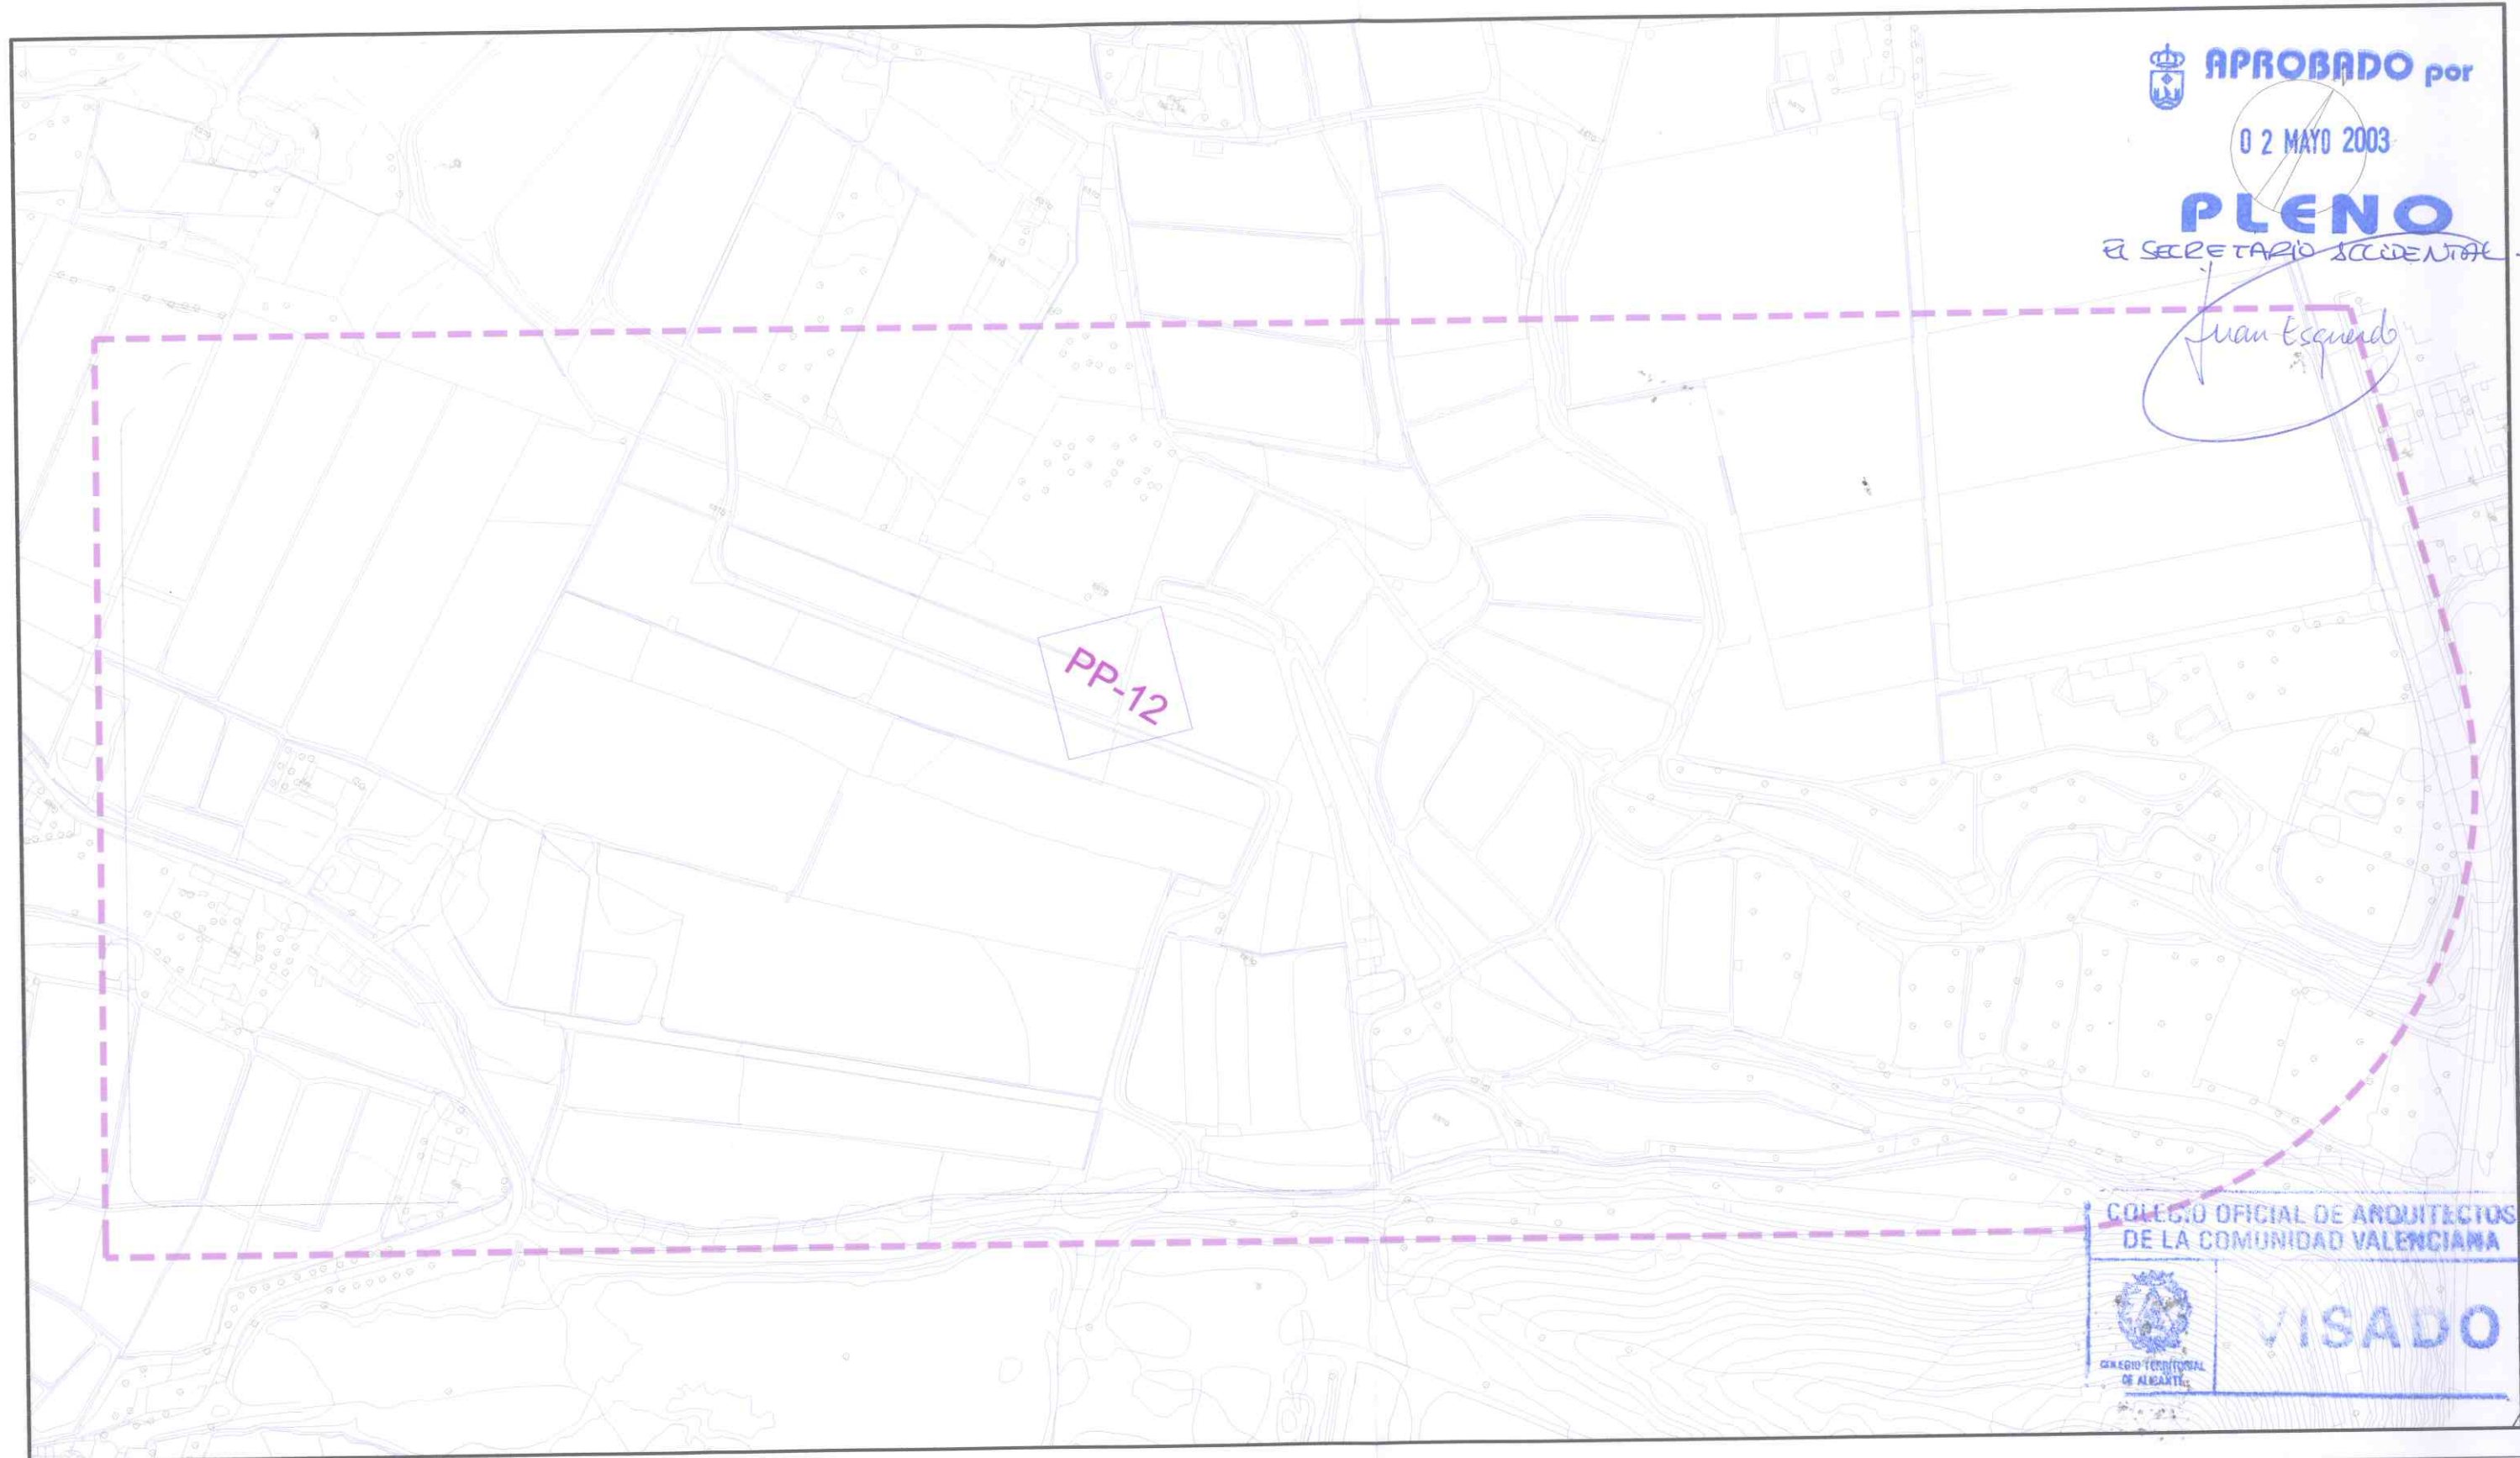 APROBADO por
02 MAYO 2003
PLENO
El SECRETARIO ACCIDENTAL.
Juan Esquerdo
PP-12
COLEGIO OFICIAL DE ARQUITECTOS
DE LA COMUNIDAD VALENCIANA
VISADO
COLEGIO TERRITORIAL
DE ALICANTE